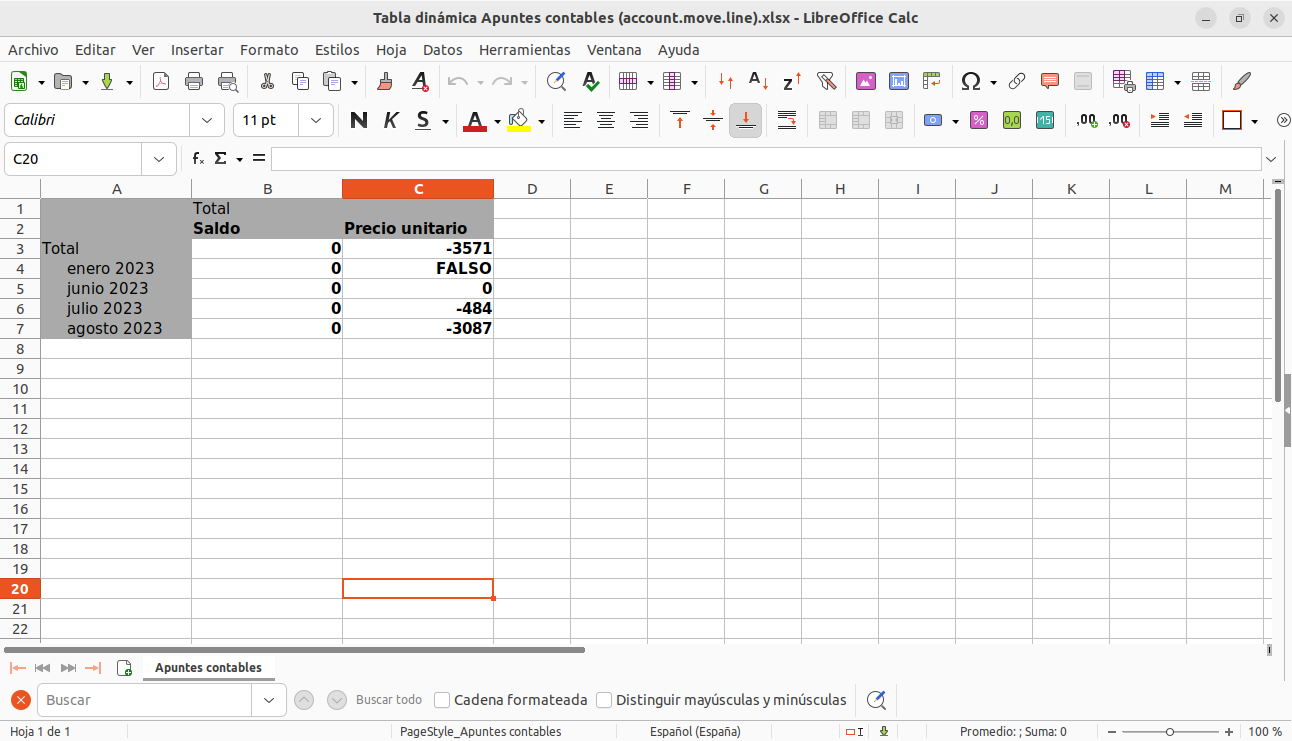 Tabla dinámica Apuntes contables (account.move.line).xlsx - LibreOffice Calc
Archivo Editar Ver Insertar Formato Estilos Hoja Datos Herramientas Ventana Ayuda
Calibri 11 pt N K S
C20
A B C D E F G H I J K L M
1 Total
2 Saldo Precio unitario
3 Total 0 -3571
4 enero 2023 0 FALSO
5 junio 2023 0 0
6 julio 2023 0 -484
7 agosto 2023 0 -3087
8
9
10
11
12
13
14
15
16
17
18
19
20
21
22
Apuntes contables
Buscar Buscar todo Cadena formateada Distinguir mayúsculas y minúsculas
Hoja 1 de 1 PageStyle_Apuntes contables Español (España) Promedio: ; Suma: 0 100 %